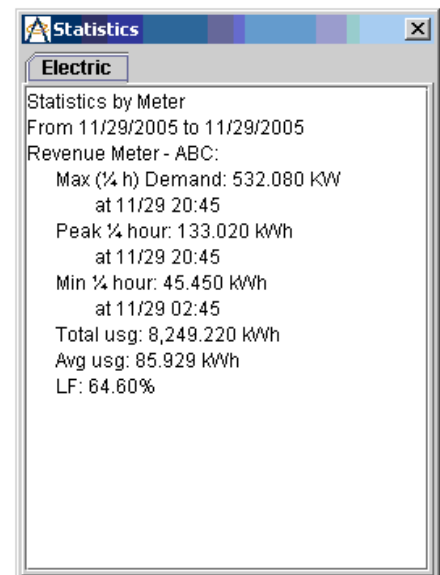 Statistics
Electric
Statistics by Meter
From 11/29/2005 to 11/29/2005
Revenue Meter - ABC:
Max (¼ h) Demand: 532.080 KW
at 11/29 20:45
Peak ¼ hour: 133.020 kWh
at 11/29 20:45
Min ¼ hour: 45.450 kWh
at 11/29 02:45
Total usg: 8,249.220 kWh
Avg usg: 85.929 kWh
LF: 64.60%